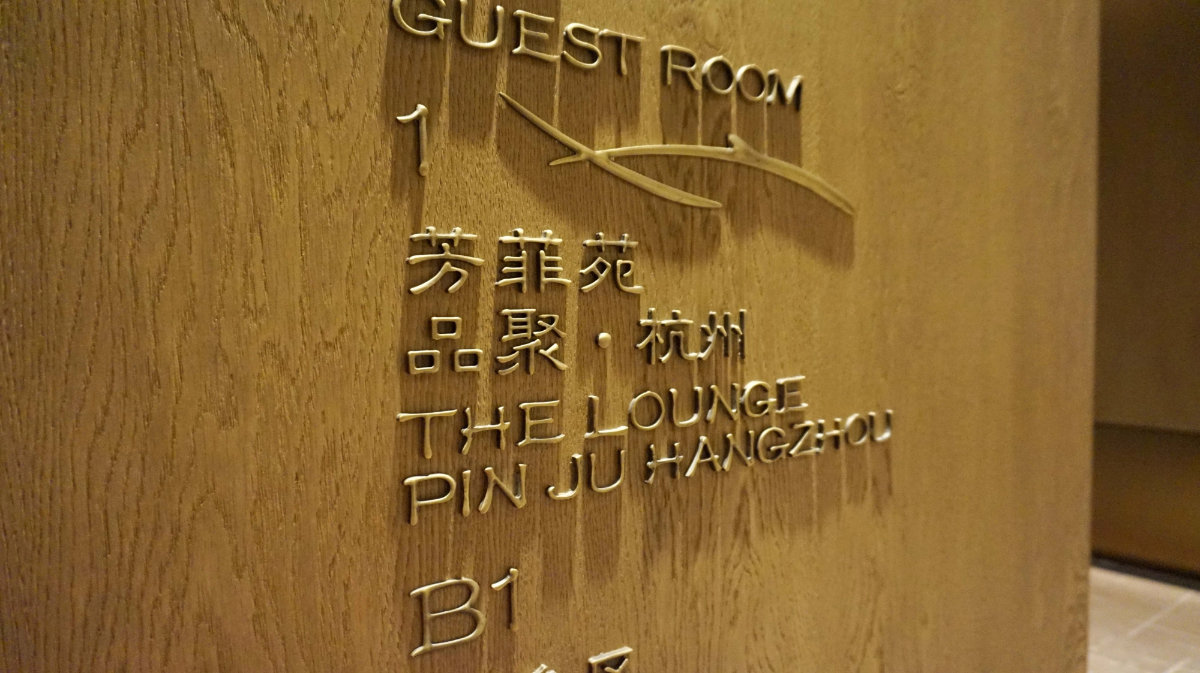 GUEST ROOM
1
芳菲苑
品聚·杭州
THE LOUNGE
PIN JU HANGZHOU
B1